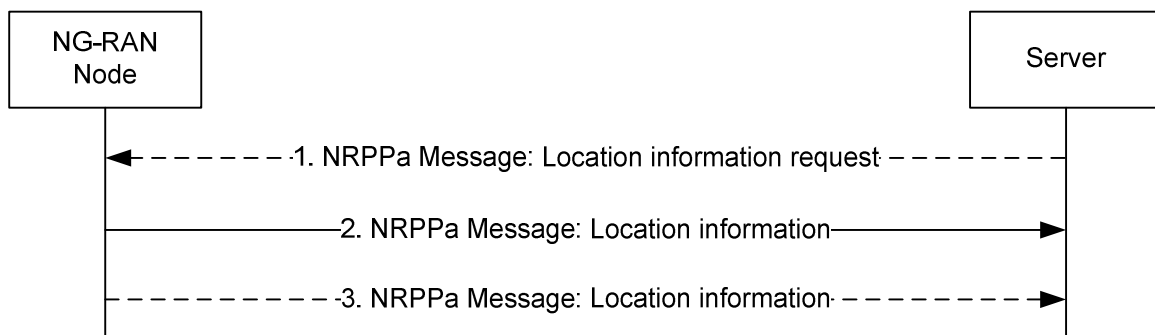 NG-RAN
Node
Server
1. NRPPa Message: Location information request
2. NRPPa Message: Location information
3. NRPPa Message: Location information